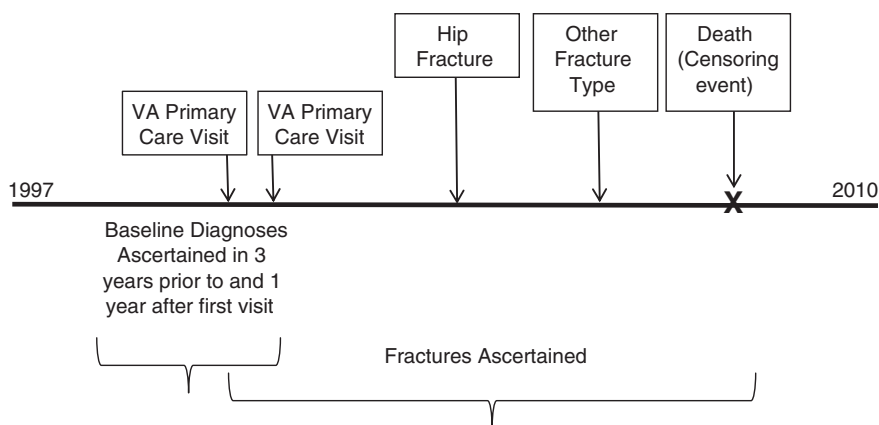 Hip
Fracture
Other
Fracture
Type
Death
(Censoring
event)
VA Primary
Care Visit
VA Primary
Care Visit
1997
2010
X
Baseline Diagnoses
Ascertained in 3
years prior to and 1
year after first visit
Fractures Ascertained